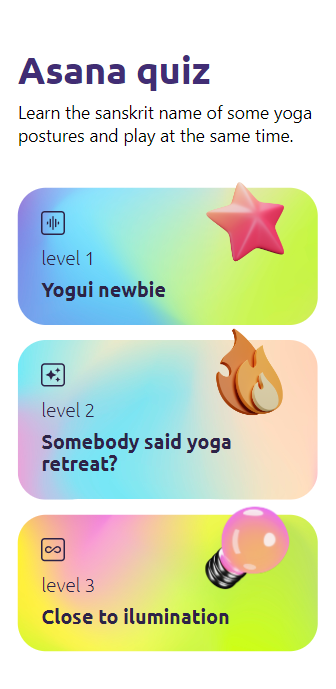 Asana quiz
Learn the sanskrit name of some yoga
postures and play at the same time.
level 1
Yogui newbie
level 2
Somebody said yoga
retreat?
level 3
Close to ilumination